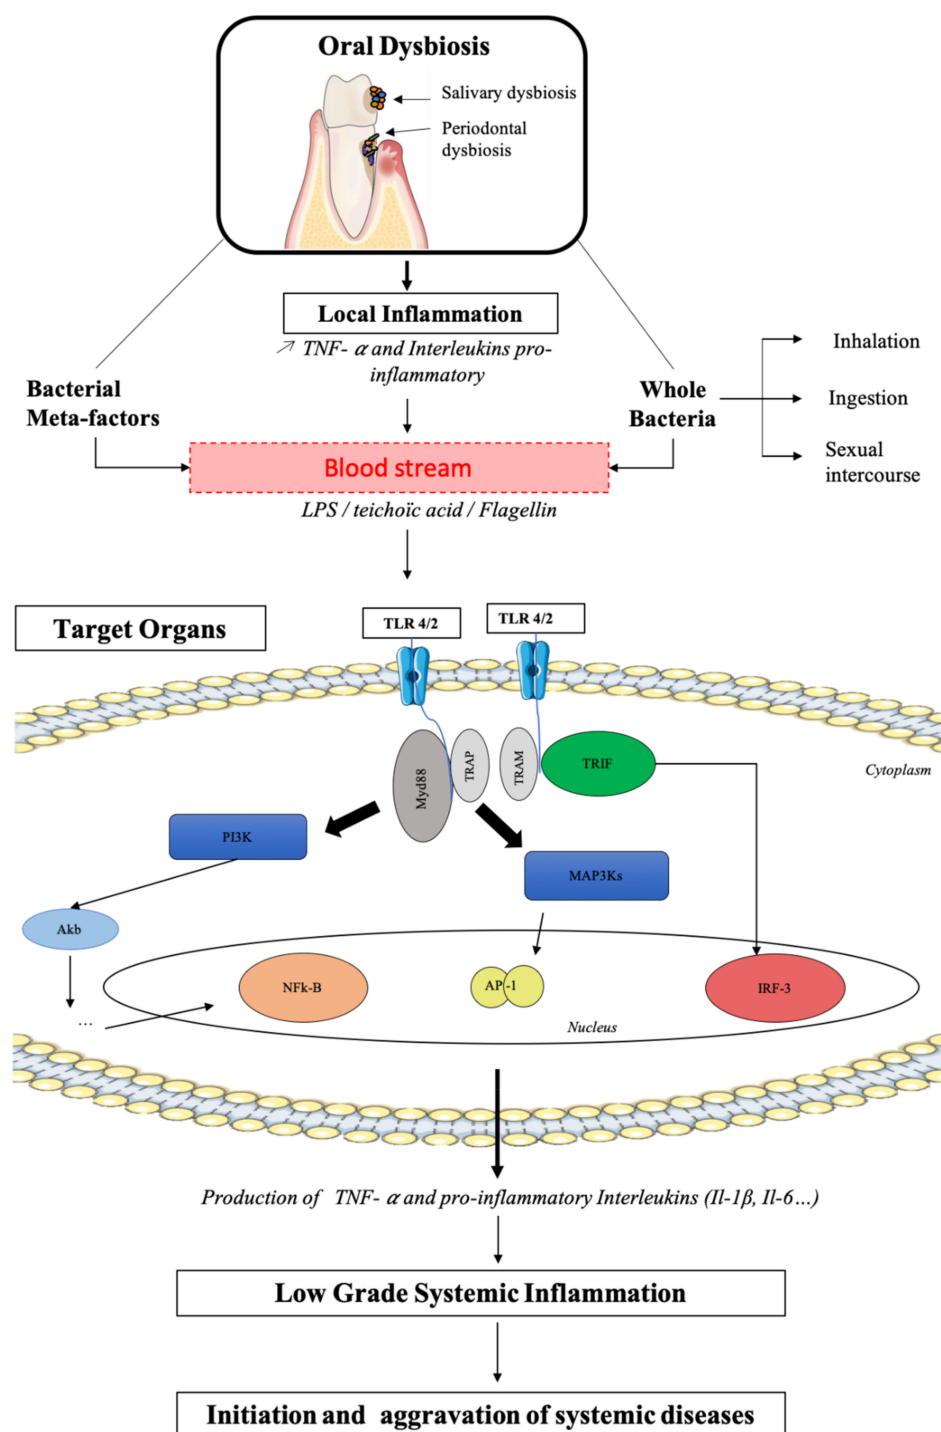 Oral Dysbiosis
Salivary dysbiosis
Periodontal
dysbiosis
Local Inflammation
↗ TNF- α and Interleukins pro-
inflammatory
Bacterial
Meta-factors
Whole
Bacteria
Inhalation
Ingestion
Sexual
intercourse
Blood stream
LPS / teichoïc acid / Flagellin
Target Organs
TLR 4/2
TLR 4/2
Myd88
TRAP
TRAM
TRIF
Cytoplasm
PI3K
MAP3Ks
Akb
...
NFk-B
AP-1
IRF-3
Nucleus
Production of TNF- α and pro-inflammatory Interleukins (Il-1β, Il-6…)
Low Grade Systemic Inflammation
Initiation and aggravation of systemic diseases